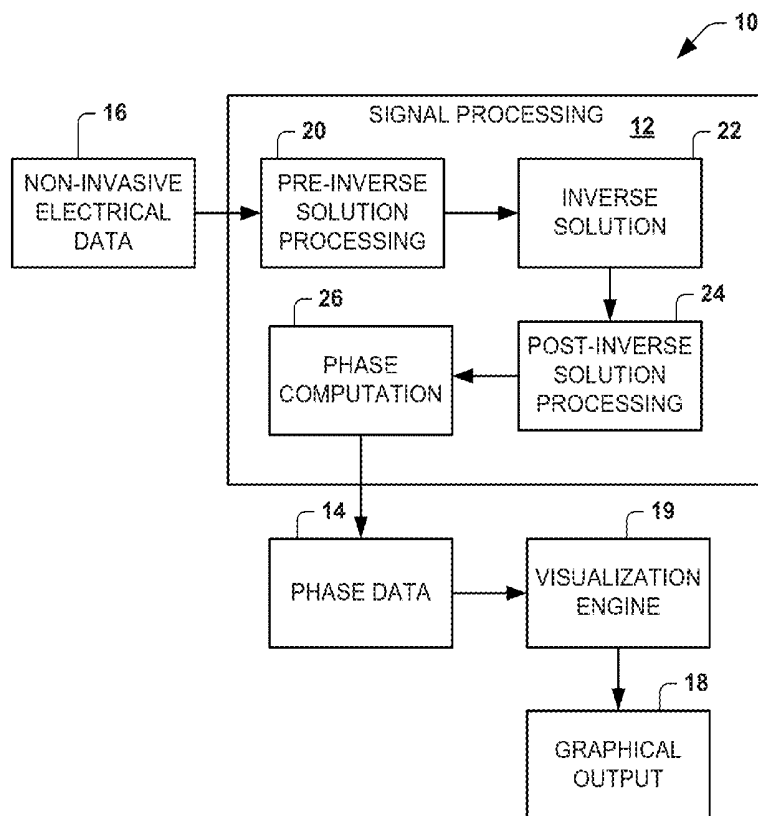 10
SIGNAL PROCESSING
12
16
NON-INVASIVE
ELECTRICAL
DATA
20
PRE-INVERSE
SOLUTION
PROCESSING
22
INVERSE
SOLUTION
24
POST-INVERSE
SOLUTION
PROCESSING
26
PHASE
COMPUTATION
14
PHASE DATA
19
VISUALIZATION
ENGINE
18
GRAPHICAL
OUTPUT